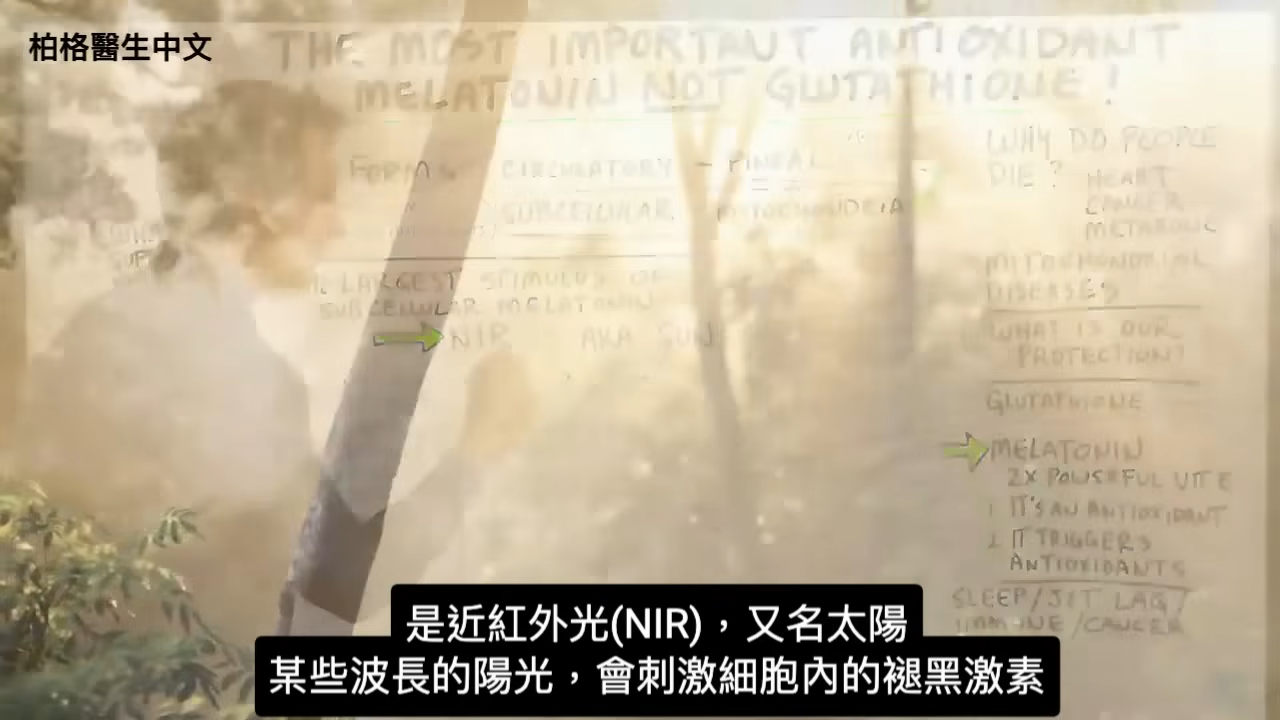 柏格醫生中文
THE MOST IMPORTANT ANTIOXIDANT
MELATONIN NOT GLUTATHIONE!
FORMS CIRCULATORY - PINEAL
SUBCELLULAR MITOCHONDRIA
LARGEST STIMULUS OF
SUBCELLULAR MELATONIN
NIR AKA SUN
WHY DO PEOPLE
DIE? HEART
CANCER
METABOLIC
MITOCHONDRIAL
DISEASES
WHAT IS OUR
PROTECTION?
GLUTATHIONE
MELATONIN
2X POWERFUL VIT E
1 IT'S AN ANTIOXIDANT
2 IT TRIGGERS
ANTIOXIDANTS
SLEEP/JET LAG/
IMMUNE/CANCER
是近紅外光(NIR)，又名太陽
某些波長的陽光，會刺激細胞內的褪黑激素